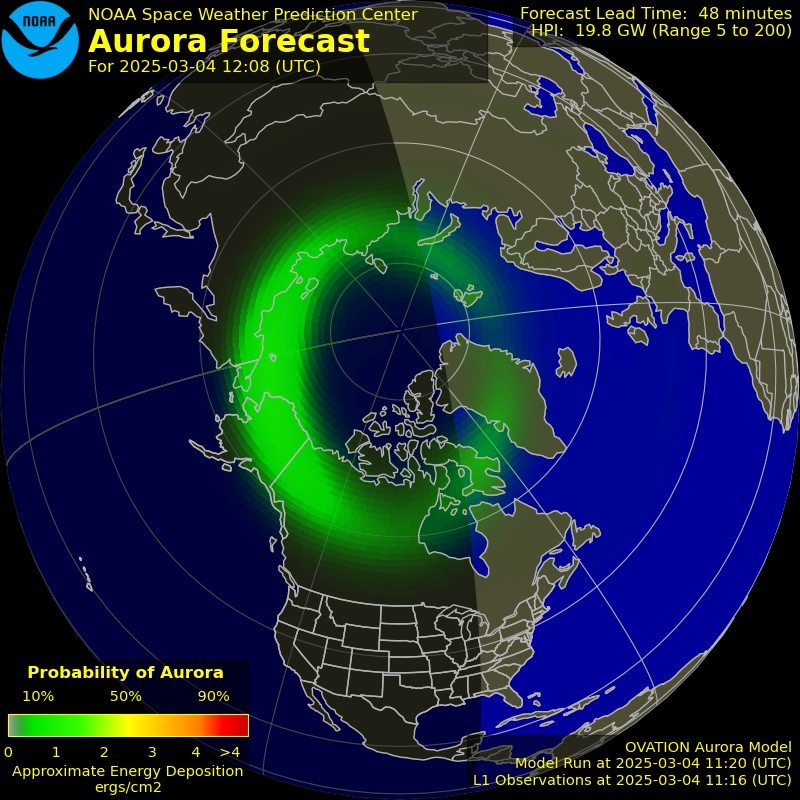 NOAA
NOAA Space Weather Prediction Center
Aurora Forecast
For 2025-03-04 12:08 (UTC)
Forecast Lead Time: 48 minutes
HPI: 19.8 GW (Range 5 to 200)
Probability of Aurora
10% 50% 90%
0 1 2 3 4 >4
Approximate Energy Deposition
ergs/cm2
OVATION Aurora Model
Model Run at 2025-03-04 11:20 (UTC)
L1 Observations at 2025-03-04 11:16 (UTC)